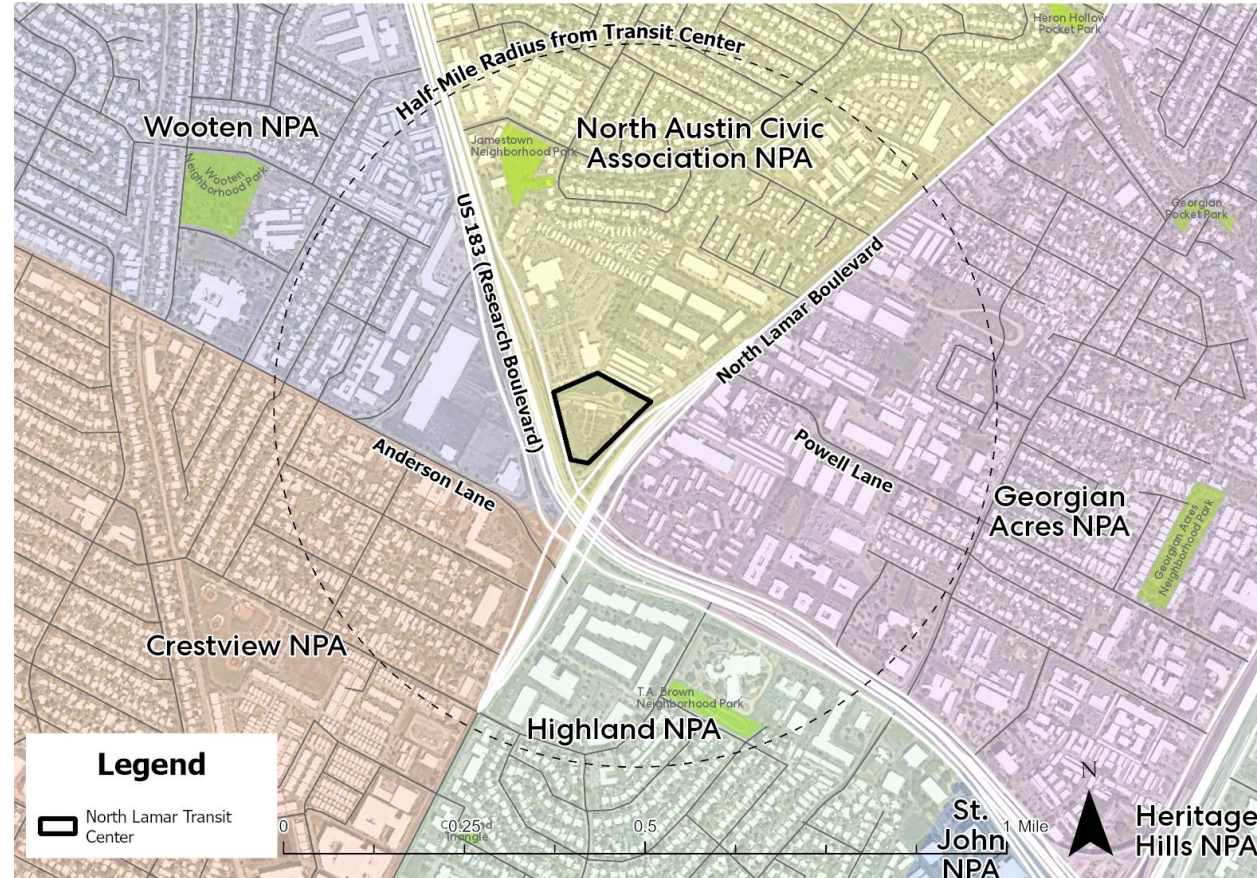 Heron Hollow
Pocket Park
Half-Mile Radius from Transit Center
Wooten NPA
North Austin Civic
Association NPA
Jamestown
Neighborhood Park
Wooten
Neighborhood Park
Georgian
Pocket Park
US 183 (Research Boulevard)
North Lamar Boulevard
Anderson Lane
Powell Lane
Georgian
Acres NPA
Georgian Acres
Neighborhood Park
Crestview NPA
T.A. Brown
Neighborhood Park
Highland NPA
Legend
North Lamar Transit
Center
Triangle
0
0.25
0.5
1 Mile
N
St.
John
NPA
Heritage
Hills NPA